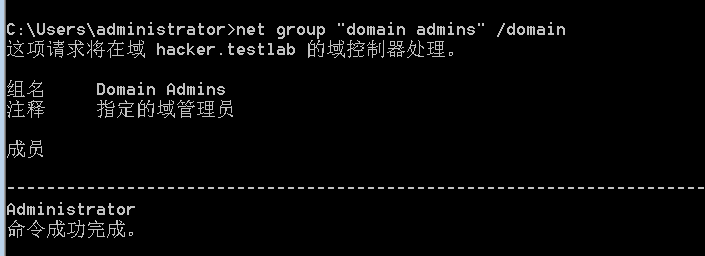 C:\Users\administrator>net group "domain admins" /domain
这项请求将在域 hacker.testlab 的域控制器处理。
组名     Domain Admins
注释     指定的域管理员
成员
-------------------------------------------------------------------------------
Administrator
命令成功完成。